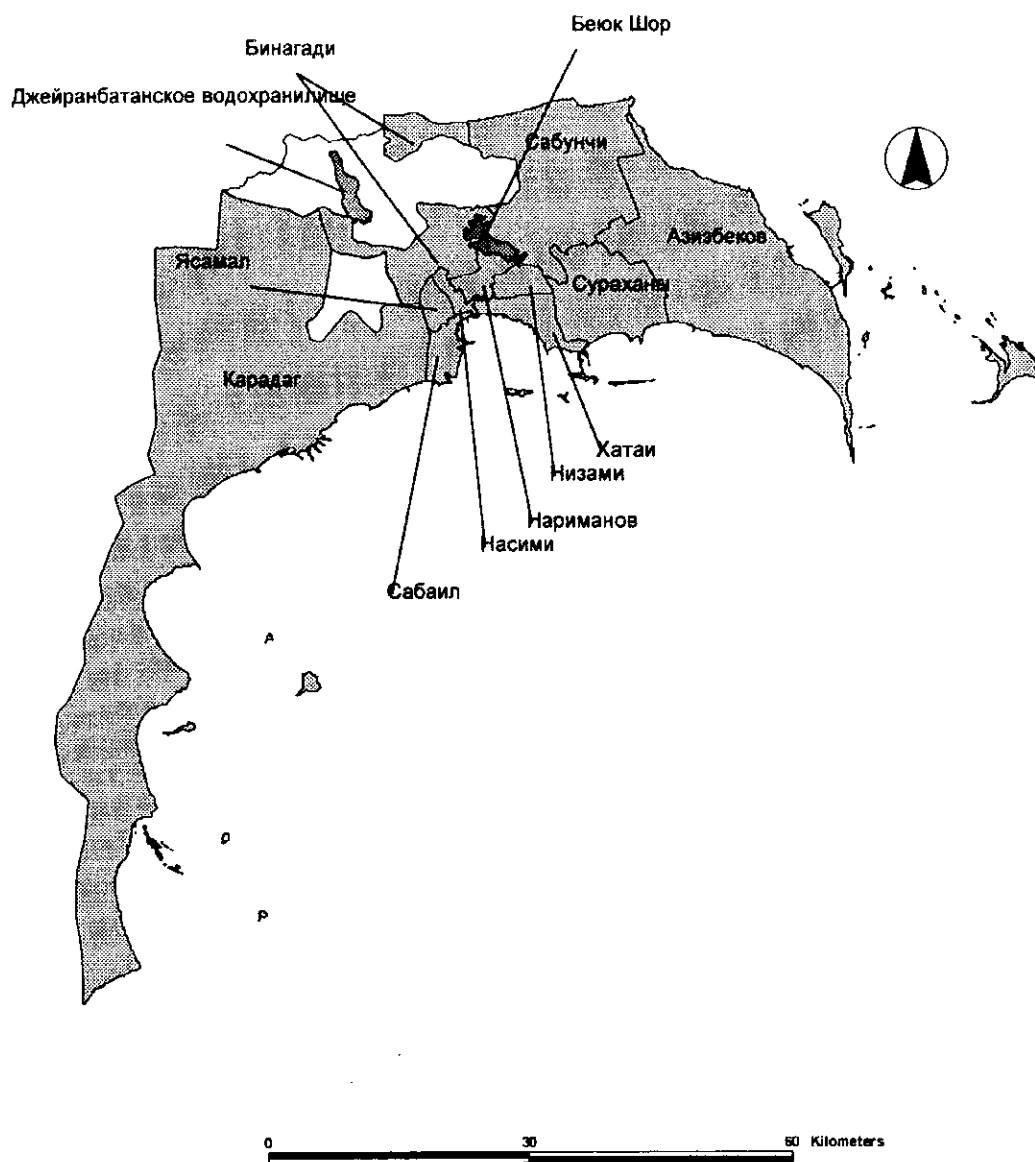 Беюк Шор
Бинагади
Джейранбатанское водохранилище
Сабунчи
Азизбеков
Ясамал
Сураханы
Карадаг
Хатаи
Низами
Нариманов
Насими
Сабаил
0 30 60 Kilometers